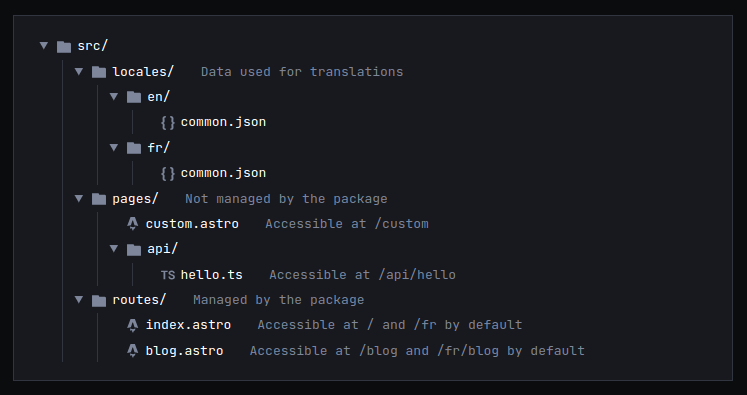 src/
locales/ Data used for translations
en/
{} common.json
fr/
{} common.json
pages/ Not managed by the package
custom.astro Accessible at /custom
api/
TS hello.ts Accessible at /api/hello
routes/ Managed by the package
index.astro Accessible at / and /fr by default
blog.astro Accessible at /blog and /fr/blog by default